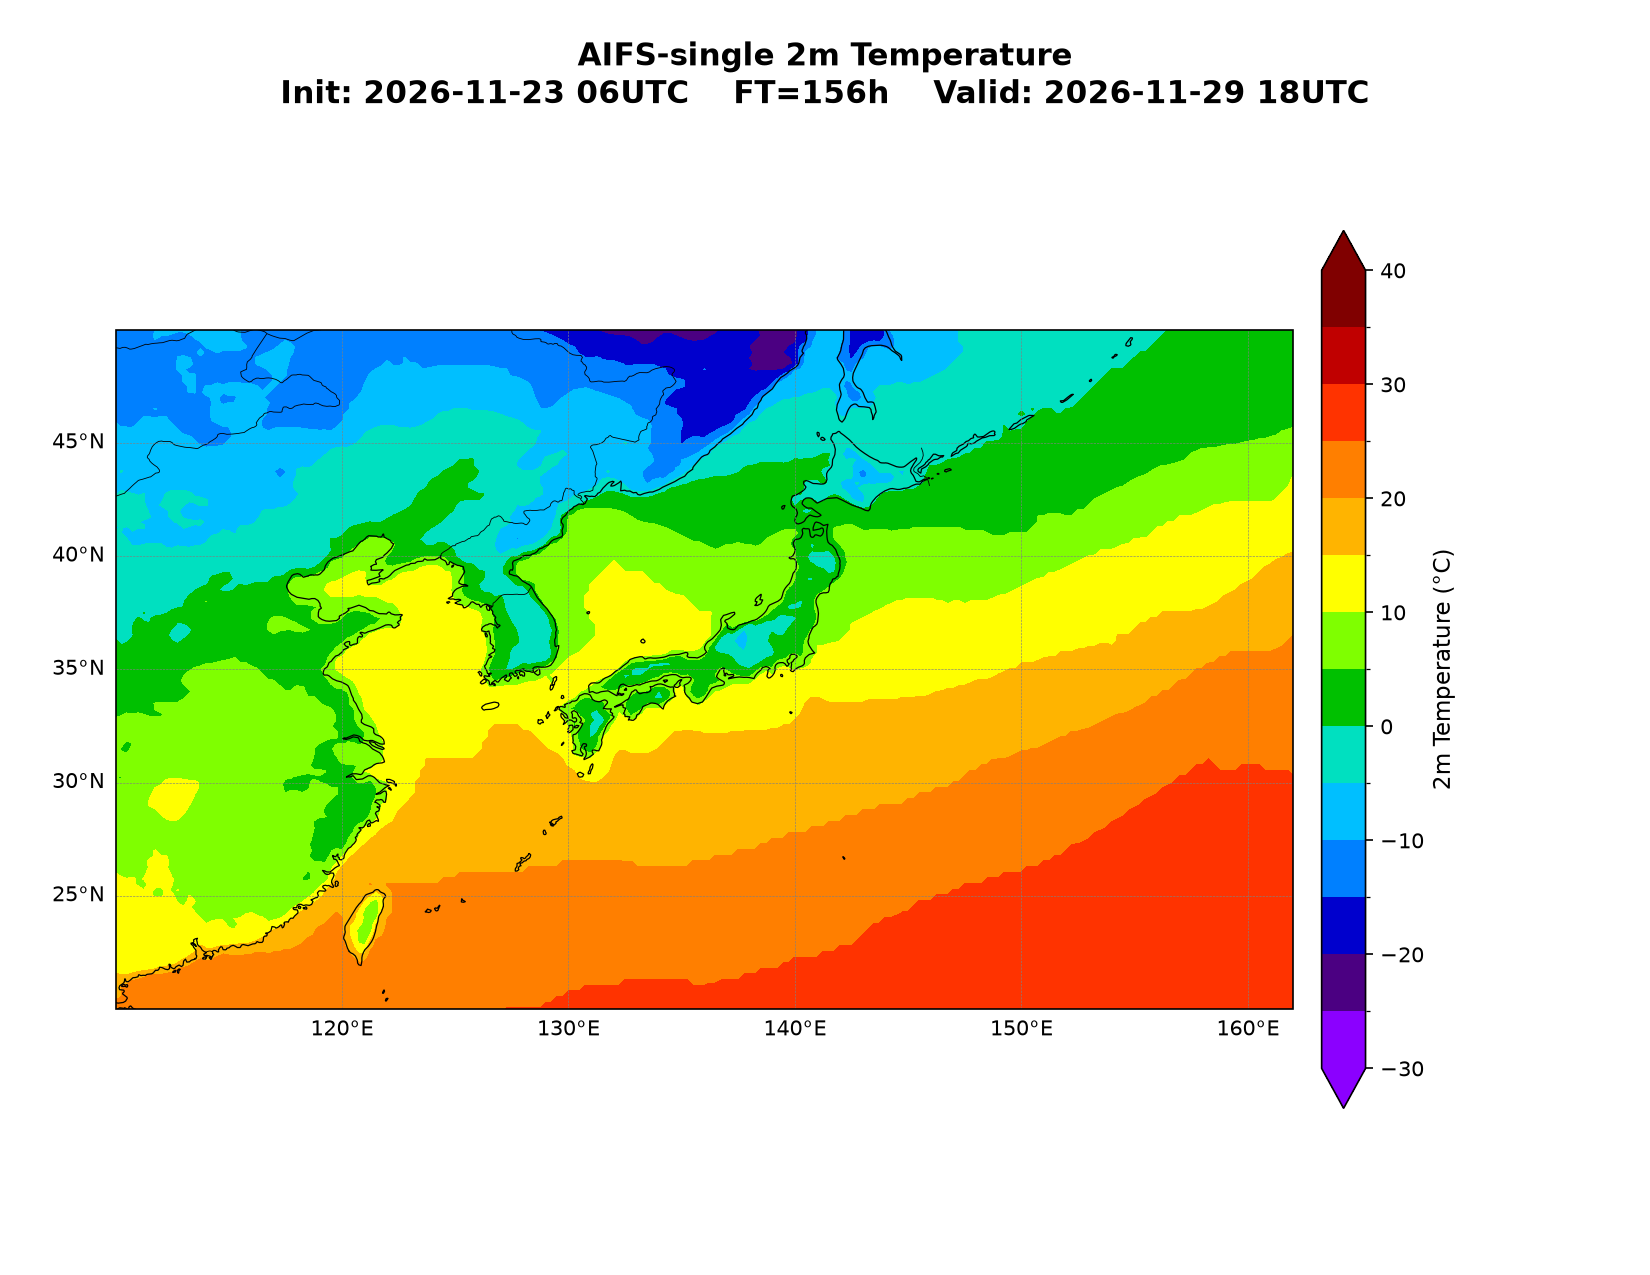 AIFS-single 2m Temperature
Init: 2026-11-23 06UTC    FT=156h    Valid: 2026-11-29 18UTC
45°N
40°N
35°N
30°N
25°N
120°E
130°E
140°E
150°E
160°E
40
30
20
10
0
−10
−20
−30
2m Temperature (°C)